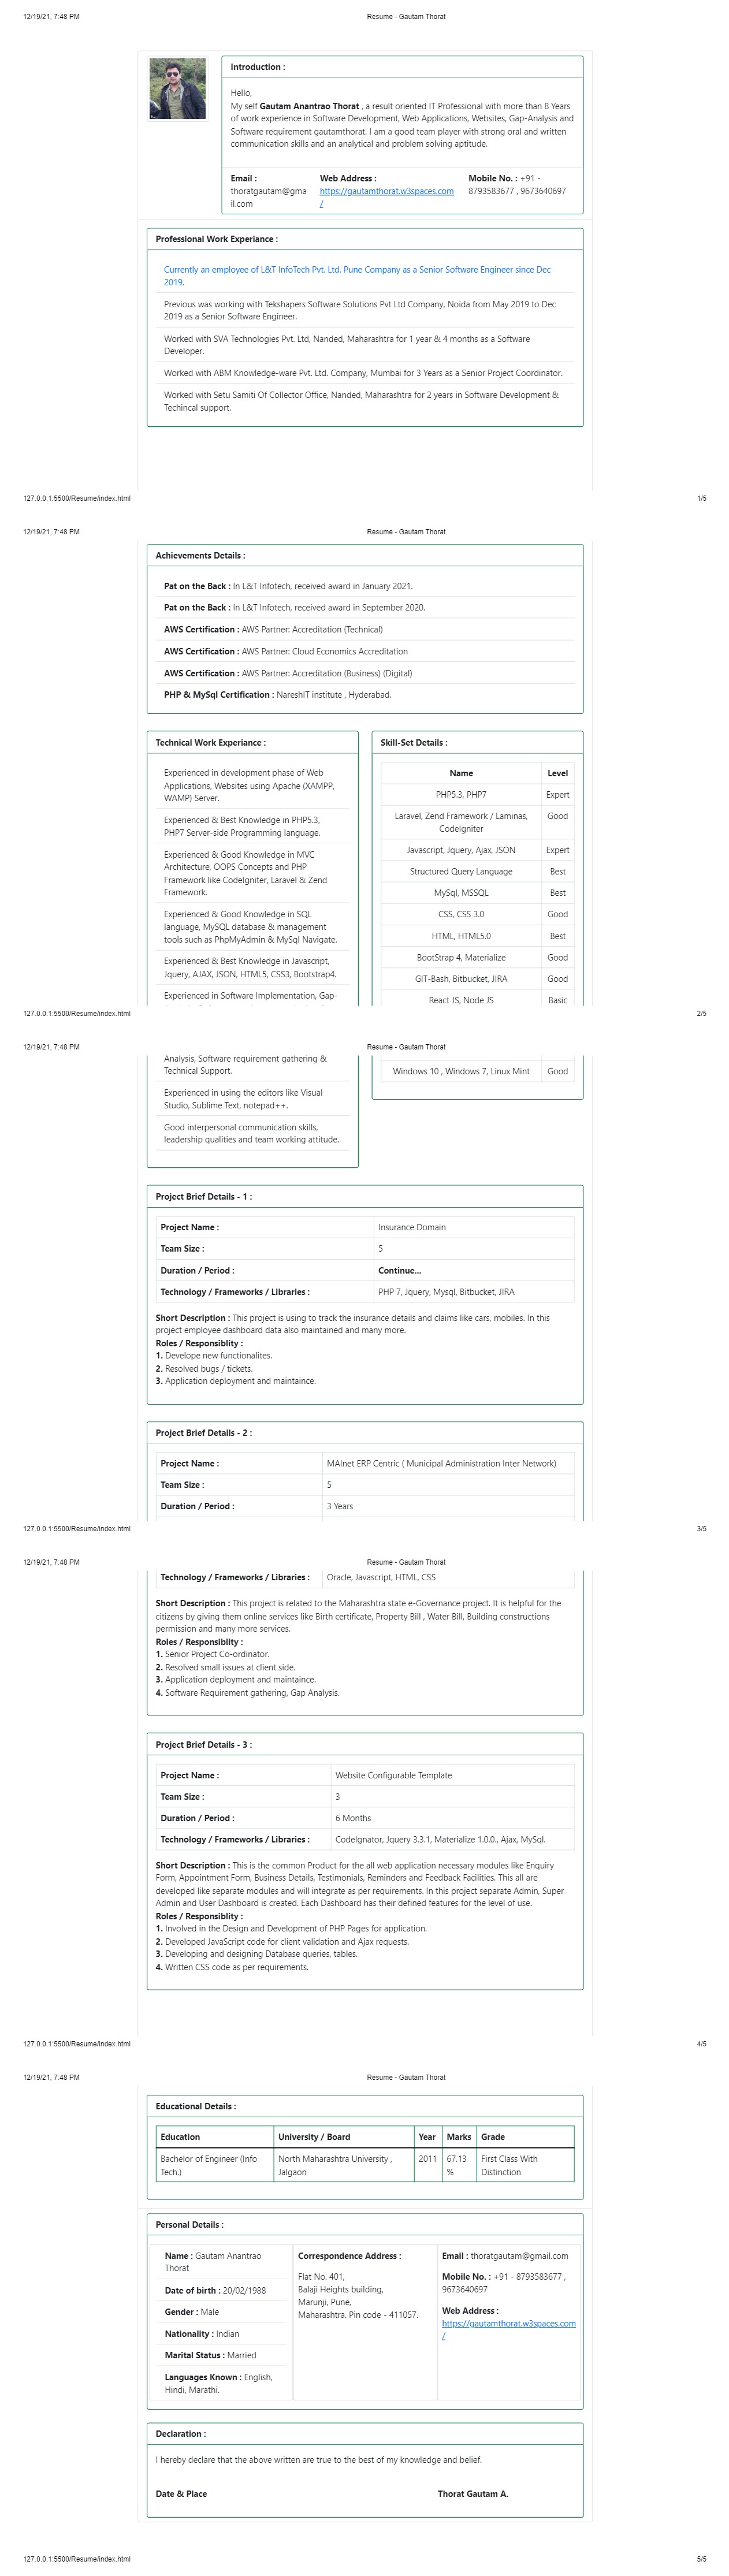 12/19/21, 7:48 PM Resume - Gautam Thorat
Introduction :
Hello,
My self Gautam Anantrao Thorat , a result oriented IT Professional with more than 8 Years
of work experience in Software Development, Web Applications, Websites, Gap-Analysis and
Software requirement gautamthorat. I am a good team player with strong oral and written
communication skills and an analytical and problem solving aptitude.
Email :
thoratgautam@gma
il.com
Web Address :
https://gautamthorat.w3spaces.com
/
Mobile No. : +91 -
8793583677 , 9673640697
Professional Work Experiance :
Currently an employee of L&T InfoTech Pvt. Ltd. Pune Company as a Senior Software Engineer since Dec
2019.
Previous was working with Tekshapers Software Solutions Pvt Ltd Company, Noida from May 2019 to Dec
2019 as a Senior Software Engineer.
Worked with SVA Technologies Pvt. Ltd, Nanded, Maharashtra for 1 year & 4 months as a Software
Developer.
Worked with ABM Knowledge-ware Pvt. Ltd. Company, Mumbai for 3 Years as a Senior Project Coordinator.
Worked with Setu Samiti Of Collector Office, Nanded, Maharashtra for 2 years in Software Development &
Techincal support.
127.0.0.1:5500/Resume/index.html 1/5
12/19/21, 7:48 PM Resume - Gautam Thorat
Achievements Details :
Pat on the Back : In L&T Infotech, received award in January 2021.
Pat on the Back : In L&T Infotech, received award in September 2020.
AWS Certification : AWS Partner: Accreditation (Technical)
AWS Certification : AWS Partner: Cloud Economics Accreditation
AWS Certification : AWS Partner: Accreditation (Business) (Digital)
PHP & MySql Certification : NareshIT institute , Hyderabad.
Technical Work Experiance :
Experienced in development phase of Web
Applications, Websites using Apache (XAMPP,
WAMP) Server.
Experienced & Best Knowledge in PHP5.3,
PHP7 Server-side Programming language.
Experienced & Good Knowledge in MVC
Architecture, OOPS Concepts and PHP
Framework like CodeIgniter, Laravel & Zend
Framework.
Experienced & Good Knowledge in SQL
language, MySQL database & management
tools such as PhpMyAdmin & MySql Navigate.
Experienced & Best Knowledge in Javascript,
Jquery, AJAX, JSON, HTML5, CSS3, Bootstrap4.
Experienced in Software Implementation, Gap-
Skill-Set Details :
Name Level
PHP5.3, PHP7 Expert
Laravel, Zend Framework / Laminas,
CodeIgniter
Good
Javascript, Jquery, Ajax, JSON Expert
Structured Query Language Best
MySql, MSSQL Best
CSS, CSS 3.0 Good
HTML, HTML5.0 Best
BootStrap 4, Materialize Good
GIT-Bash, Bitbucket, JIRA Good
React JS, Node JS Basic
127.0.0.1:5500/Resume/index.html 2/5
12/19/21, 7:48 PM Resume - Gautam Thorat
Analysis, Software requirement gathering &
Technical Support.
Experienced in using the editors like Visual
Studio, Sublime Text, notepad++.
Good interpersonal communication skills,
leadership qualities and team working attitude.
Windows 10 , Windows 7, Linux Mint Good
Project Brief Details - 1 :
Project Name : Insurance Domain
Team Size : 5
Duration / Period : Continue...
Technology / Frameworks / Libraries : PHP 7, Jquery, Mysql, Bitbucket, JIRA
Short Description : This project is using to track the insurance details and claims like cars, mobiles. In this
project employee dashboard data also maintained and many more.
Roles / Responsiblity :
1. Develope new functionalites.
2. Resolved bugs / tickets.
3. Application deployment and maintaince.
Project Brief Details - 2 :
Project Name : MAInet ERP Centric ( Municipal Administration Inter Network)
Team Size : 5
Duration / Period : 3 Years
127.0.0.1:5500/Resume/index.html 3/5
12/19/21, 7:48 PM Resume - Gautam Thorat
Technology / Frameworks / Libraries : Oracle, Javascript, HTML, CSS
Short Description : This project is related to the Maharashtra state e-Governance project. It is helpful for the
citizens by giving them online services like Birth certificate, Property Bill , Water Bill, Building constructions
permission and many more services.
Roles / Responsiblity :
1. Senior Project Co-ordinator.
2. Resolved small issues at client side.
3. Application deployment and maintaince.
4. Software Requirement gathering, Gap Analysis.
Project Brief Details - 3 :
Project Name : Website Configurable Template
Team Size : 3
Duration / Period : 6 Months
Technology / Frameworks / Libraries : CodeIgnator, Jquery 3.3.1, Materialize 1.0.0., Ajax, MySql.
Short Description : This is the common Product for the all web application necessary modules like Enquiry
Form, Appointment Form, Business Details, Testimonials, Reminders and Feedback Facilities. This all are
developed like separate modules and will integrate as per requirements. In this project separate Admin, Super
Admin and User Dashboard is created. Each Dashboard has their defined features for the level of use.
Roles / Responsiblity :
1. Involved in the Design and Development of PHP Pages for application.
2. Developed JavaScript code for client validation and Ajax requests.
3. Developing and designing Database queries, tables.
4. Written CSS code as per requirements.
127.0.0.1:5500/Resume/index.html 4/5
12/19/21, 7:48 PM Resume - Gautam Thorat
Educational Details :
Education University / Board Year Marks Grade
Bachelor of Engineer (Info
Tech.)
North Maharashtra University ,
Jalgaon
2011
67.13
%
First Class With
Distinction
Personal Details :
Name : Gautam Anantrao
Thorat
Date of birth : 20/02/1988
Gender : Male
Nationality : Indian
Marital Status : Married
Languages Known : English,
Hindi, Marathi.
Correspondence Address :
Flat No. 401,
Balaji Heights building,
Marunji, Pune,
Maharashtra. Pin code - 411057.
Email : thoratgautam@gmail.com
Mobile No. : +91 - 8793583677 ,
9673640697
Web Address :
https://gautamthorat.w3spaces.com
/
Declaration :
I hereby declare that the above written are true to the best of my knowledge and belief.
Date & Place Thorat Gautam A.
127.0.0.1:5500/Resume/index.html 5/5